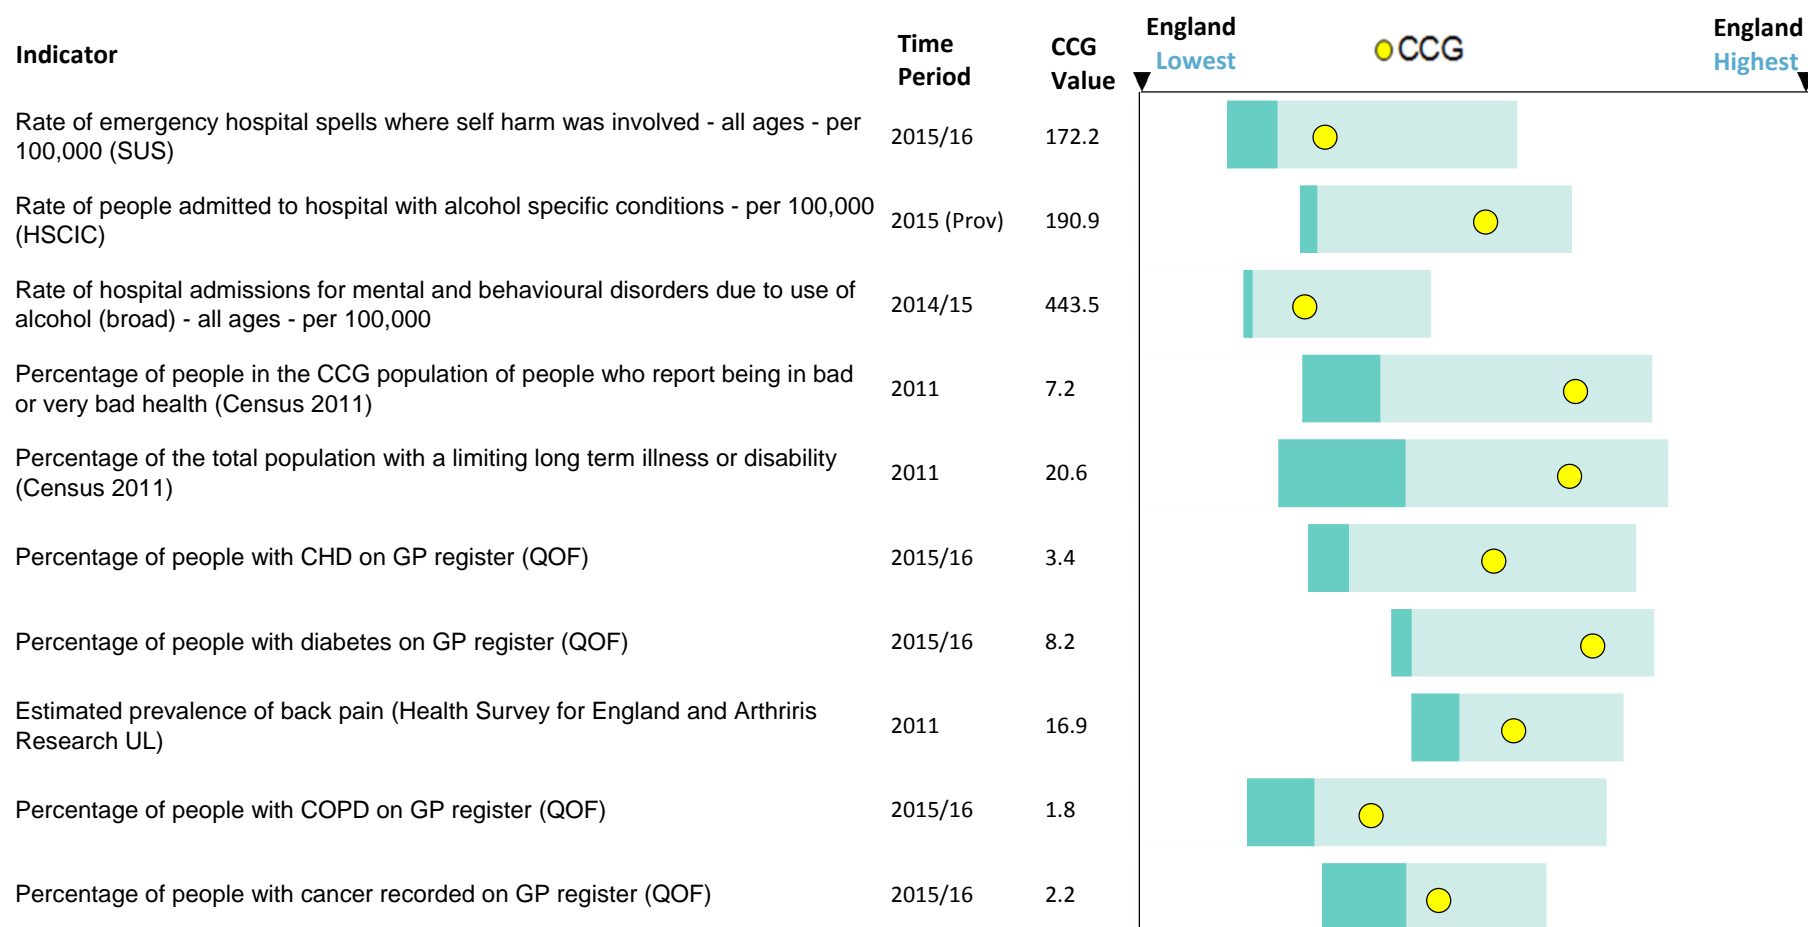 Indicator
Time
Period
CCG
Value
England
Lowest
CCG
England
Highest
Rate of emergency hospital spells where self harm was involved - all ages - per
100,000 (SUS)
2015/16
172.2
Rate of people admitted to hospital with alcohol specific conditions - per 100,000
(HSCIC)
2015 (Prov)
190.9
Rate of hospital admissions for mental and behavioural disorders due to use of
alcohol (broad) - all ages - per 100,000
2014/15
443.5
Percentage of people in the CCG population of people who report being in bad
or very bad health (Census 2011)
2011
7.2
Percentage of the total population with a limiting long term illness or disability
(Census 2011)
2011
20.6
Percentage of people with CHD on GP register (QOF)
2015/16
3.4
Percentage of people with diabetes on GP register (QOF)
2015/16
8.2
Estimated prevalence of back pain (Health Survey for England and Arthriris
Research UL)
2011
16.9
Percentage of people with COPD on GP register (QOF)
2015/16
1.8
Percentage of people with cancer recorded on GP register (QOF)
2015/16
2.2